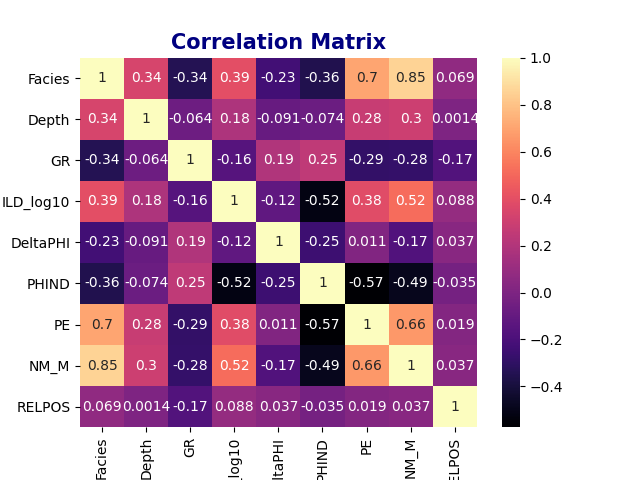 Correlation Matrix
Facies 1 0.34 -0.34 0.39 -0.23 -0.36 0.7 0.85 0.069
Depth 0.34 1 -0.064 0.18 -0.091 -0.074 0.28 0.3 0.0014
GR -0.34 -0.064 1 -0.16 0.19 0.25 -0.29 -0.28 -0.17
ILD_log10 0.39 0.18 -0.16 1 -0.12 -0.52 0.38 0.52 0.088
DeltaPHI -0.23 -0.091 0.19 -0.12 1 -0.25 0.011 -0.17 0.037
PHIND -0.36 -0.074 0.25 -0.52 -0.25 1 -0.57 -0.49 -0.035
PE 0.7 0.28 -0.29 0.38 0.011 -0.57 1 0.66 0.019
NM_M 0.85 0.3 -0.28 0.52 -0.17 -0.49 0.66 1 0.037
RELPOS 0.069 0.0014 -0.17 0.088 0.037 -0.035 0.019 0.037 1
Facies Depth GR _log10 ltaPHI PHIND PE NM_M ELPOS
1.0
0.8
0.6
0.4
0.2
0.0
−0.2
−0.4